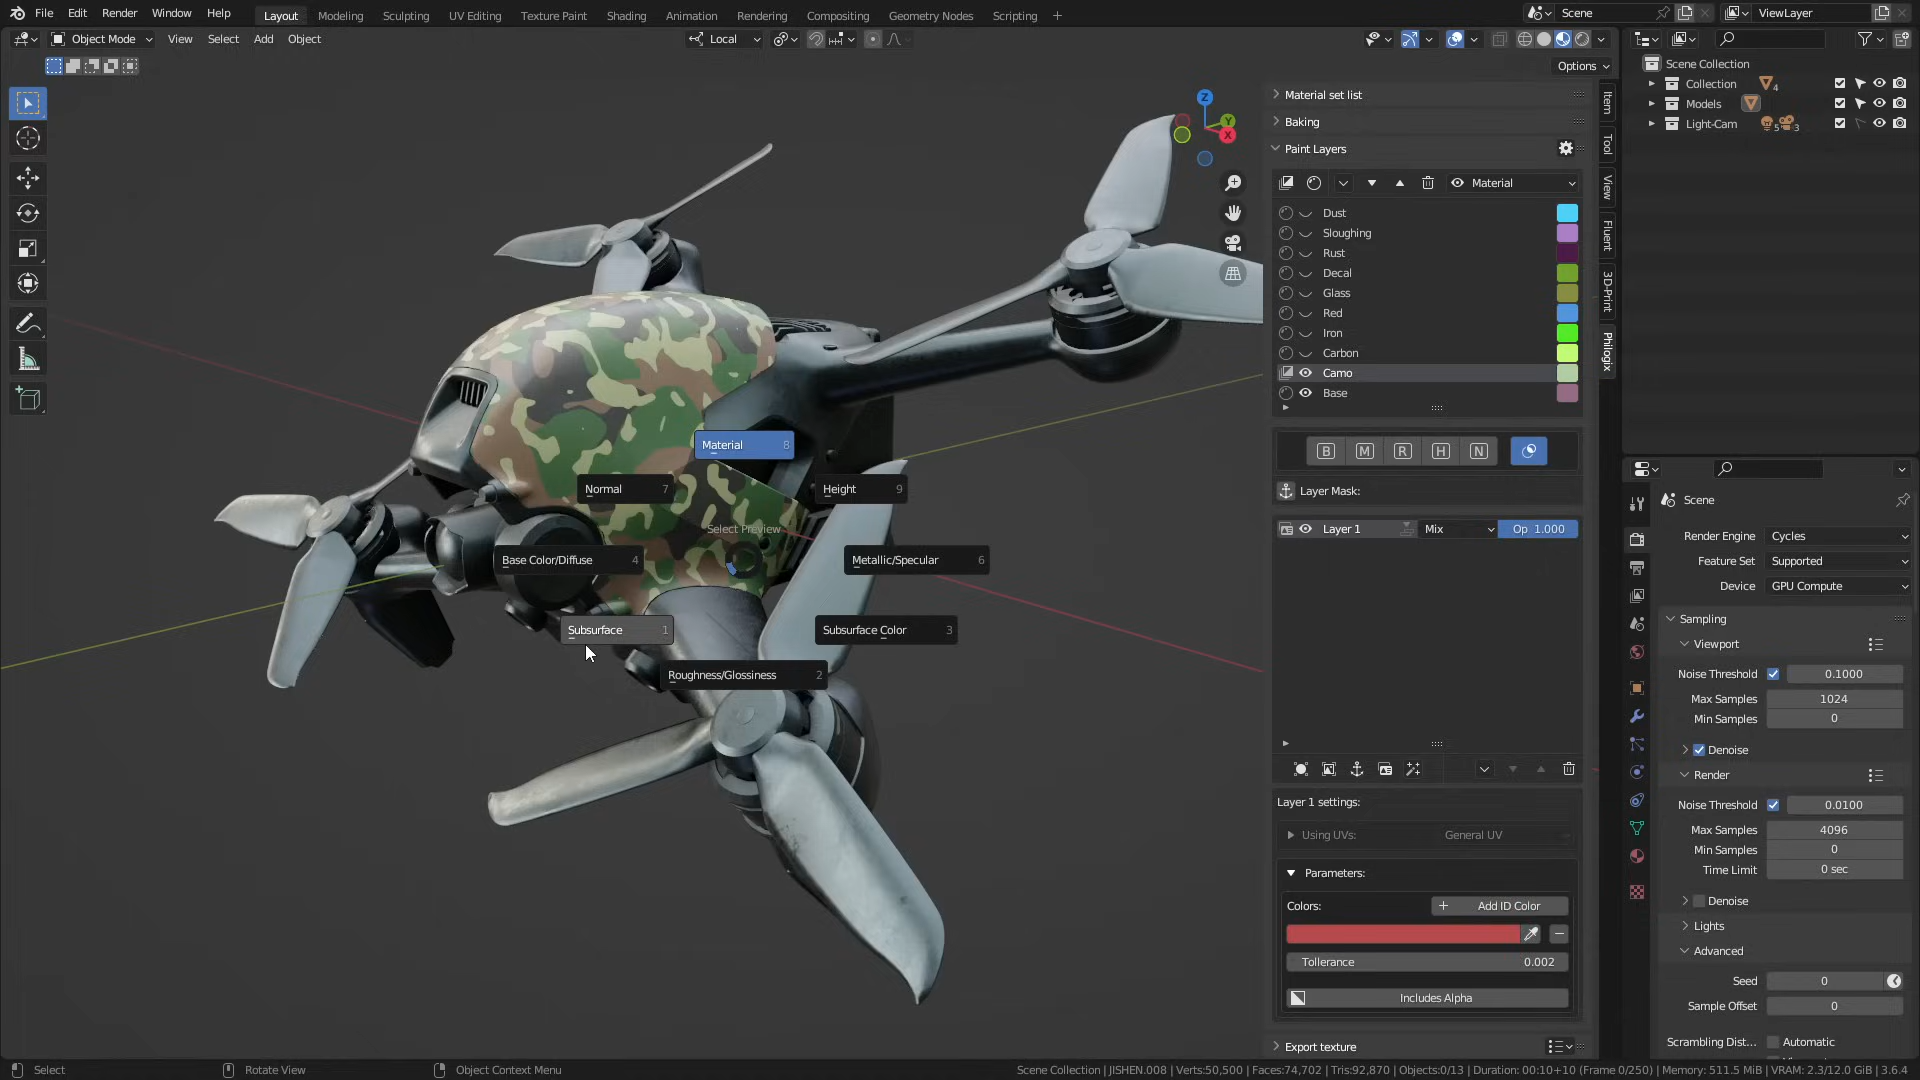 File Edit Render Window Help
Layout Modeling Sculpting UV Editing Texture Paint Shading Animation Rendering Compositing Geometry Nodes Scripting +
Scene
ViewLayer
Object Mode View Select Add Object
Local
Options
Scene Collection
Collection 4
Models
Light-Cam 5 3
Z
Y
X
Item
Tool
View
Fluent
3D-Print
Philogix
Material set list
Baking
Paint Layers
Material
Dust
Sloughing
Rust
Decal
Glass
Red
Iron
Carbon
Camo
Base
B M R H N
Layer Mask:
Layer 1 Mix Op 1.000
Layer 1 settings:
Using UVs: General UV
Parameters:
Colors: Add ID Color
Tollerance 0.002
Includes Alpha
Export texture
Material 8
Normal 7
Height 9
Select Preview
Base Color/Diffuse 4
Metallic/Specular 6
Subsurface 1
Subsurface Color 3
Roughness/Glossiness 2
Scene
Render Engine Cycles
Feature Set Supported
Device GPU Compute
Sampling
Viewport
Noise Threshold 0.1000
Max Samples 1024
Min Samples 0
Denoise
Render
Noise Threshold 0.0100
Max Samples 4096
Min Samples 0
Time Limit 0 sec
Denoise
Lights
Advanced
Seed 0
Sample Offset 0
Scrambling Dist... Automatic
Select Rotate View Object Context Menu
Scene Collection | JISHEN.008 | Verts:50,500 | Faces:74,702 | Tris:92,870 | Objects:0/13 | Duration: 00:10+10 (Frame 0/250) | Memory: 511.5 MiB | VRAM: 2.3/12.0 GiB | 3.6.4